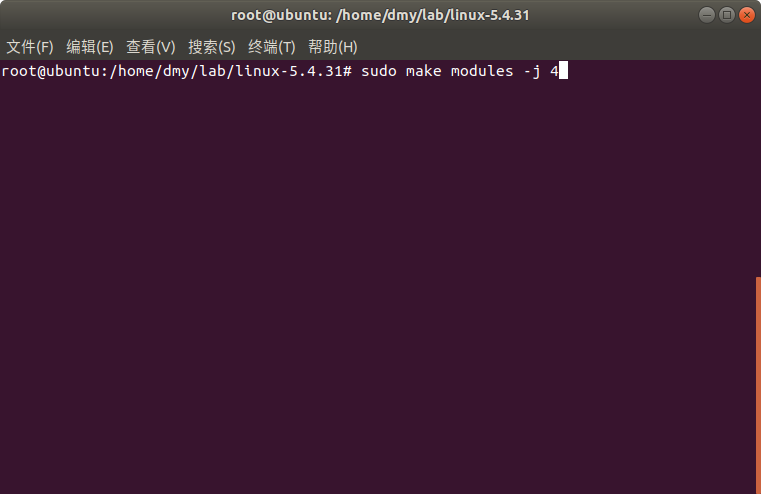 root@ubuntu: /home/dmy/lab/linux-5.4.31
文件(F) 编辑(E) 查看(V) 搜索(S) 终端(T) 帮助(H)
root@ubuntu:/home/dmy/lab/linux-5.4.31# sudo make modules -j 4